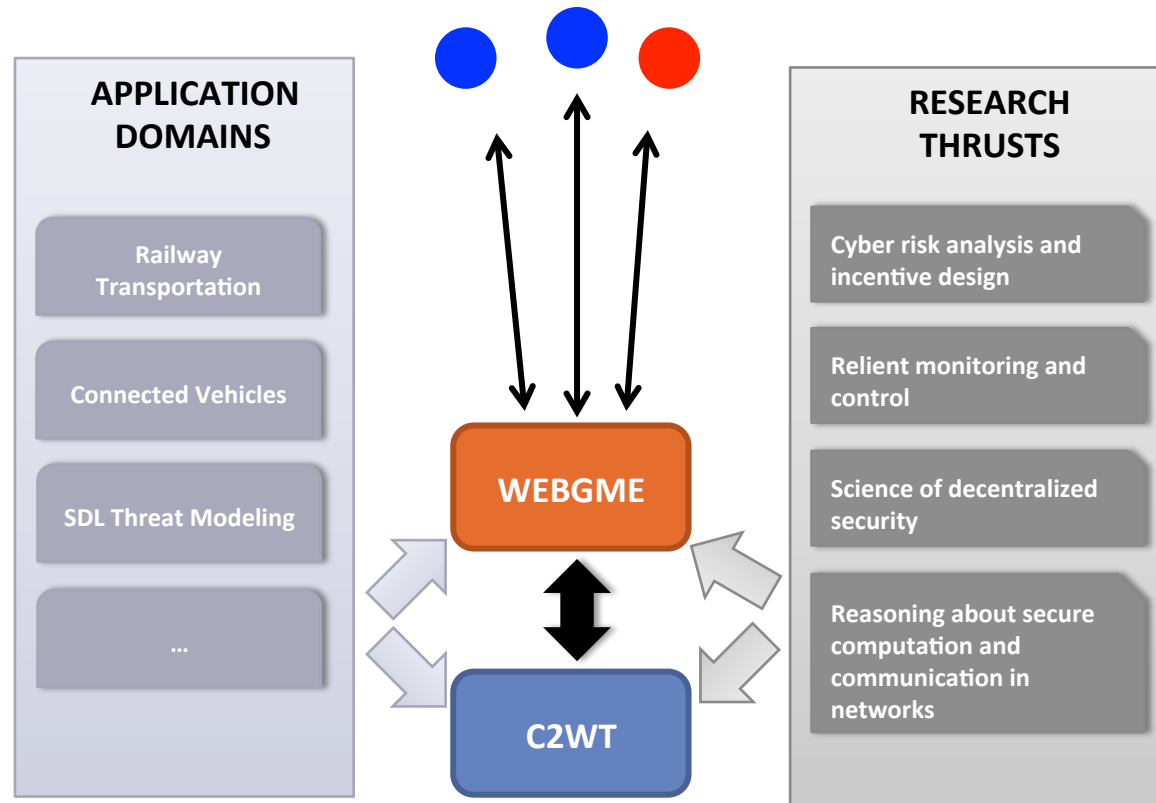 APPLICATION
DOMAINS
Railway
Transportation
Connected Vehicles
SDL Threat Modeling
...
WEBGME
C2WT
RESEARCH
THRUSTS
Cyber risk analysis and
incentive design
Relient monitoring and
control
Science of decentralized
security
Reasoning about secure
computation and
communication in
networks